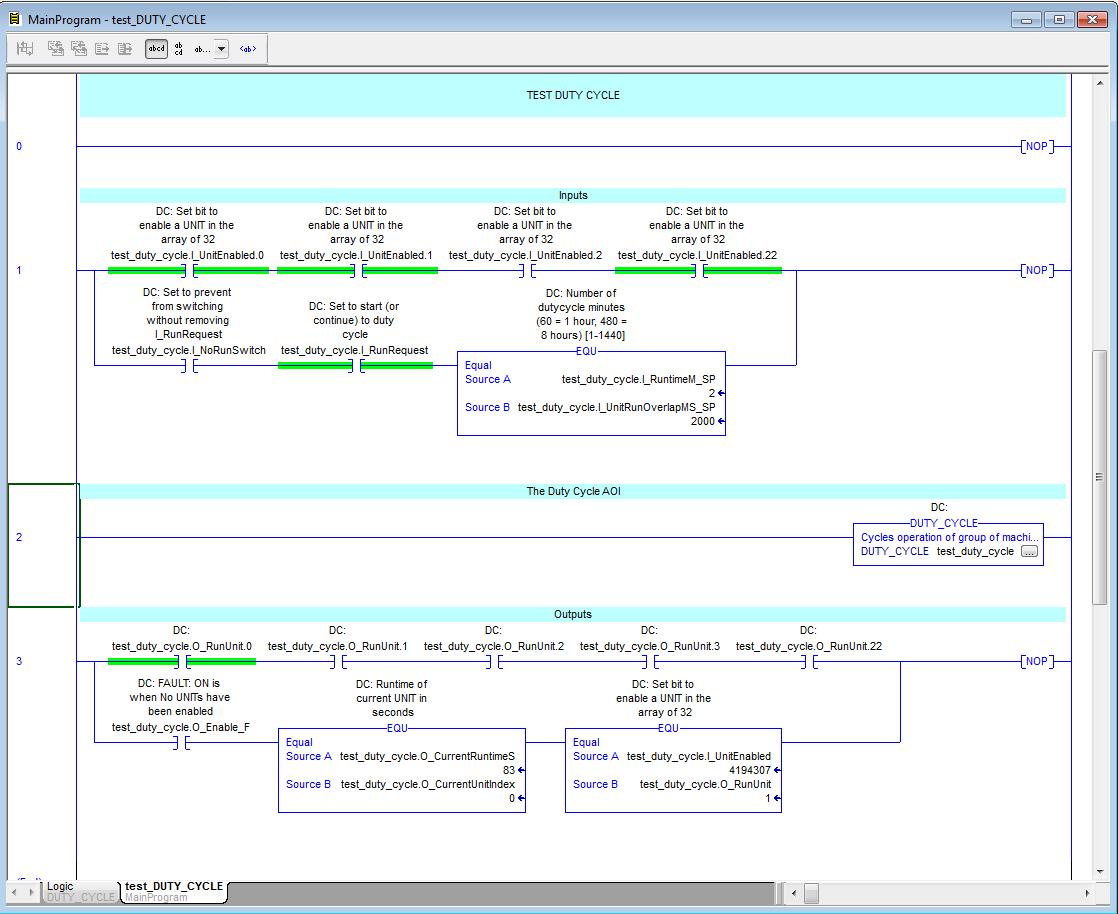 MainProgram - test_DUTY_CYCLE
abcd
ab
cd
ab...
<ab>
TEST DUTY CYCLE
0
NOP
Inputs
DC: Set bit to
enable a UNIT in the
array of 32
test_duty_cycle.I_UnitEnabled.0
DC: Set bit to
enable a UNIT in the
array of 32
test_duty_cycle.I_UnitEnabled.1
DC: Set bit to
enable a UNIT in the
array of 32
test_duty_cycle.I_UnitEnabled.2
DC: Set bit to
enable a UNIT in the
array of 32
test_duty_cycle.I_UnitEnabled.22
1
NOP
DC: Set to prevent
from switching
without removing
I_RunRequest
test_duty_cycle.I_NoRunSwitch
DC: Set to start (or
continue) to duty
cycle
test_duty_cycle.I_RunRequest
DC: Number of
dutycycle minutes
(60 = 1 hour, 480 =
8 hours) [1-1440]
EQU
Equal
Source A test_duty_cycle.I_RuntimeM_SP
2
Source B test_duty_cycle.I_UnitRunOverlapMS_SP
2000
The Duty Cycle AOI
2
DC:
DUTY_CYCLE
Cycles operation of group of machi...
DUTY_CYCLE test_duty_cycle ...
Outputs
DC:
test_duty_cycle.O_RunUnit.0
DC:
test_duty_cycle.O_RunUnit.1
DC:
test_duty_cycle.O_RunUnit.2
DC:
test_duty_cycle.O_RunUnit.3
DC:
test_duty_cycle.O_RunUnit.22
3
NOP
DC: FAULT: ON is
when No UNITs have
been enabled
test_duty_cycle.O_Enable_F
DC: Runtime of
current UNIT in
seconds
EQU
Equal
Source A test_duty_cycle.O_CurrentRuntimeS
83
Source B test_duty_cycle.O_CurrentUnitIndex
0
DC: Set bit to
enable a UNIT in the
array of 32
EQU
Equal
Source A test_duty_cycle.I_UnitEnabled
4194307
Source B test_duty_cycle.O_RunUnit
1
Logic
DUTY_CYCLE
test_DUTY_CYCLE
MainProgram